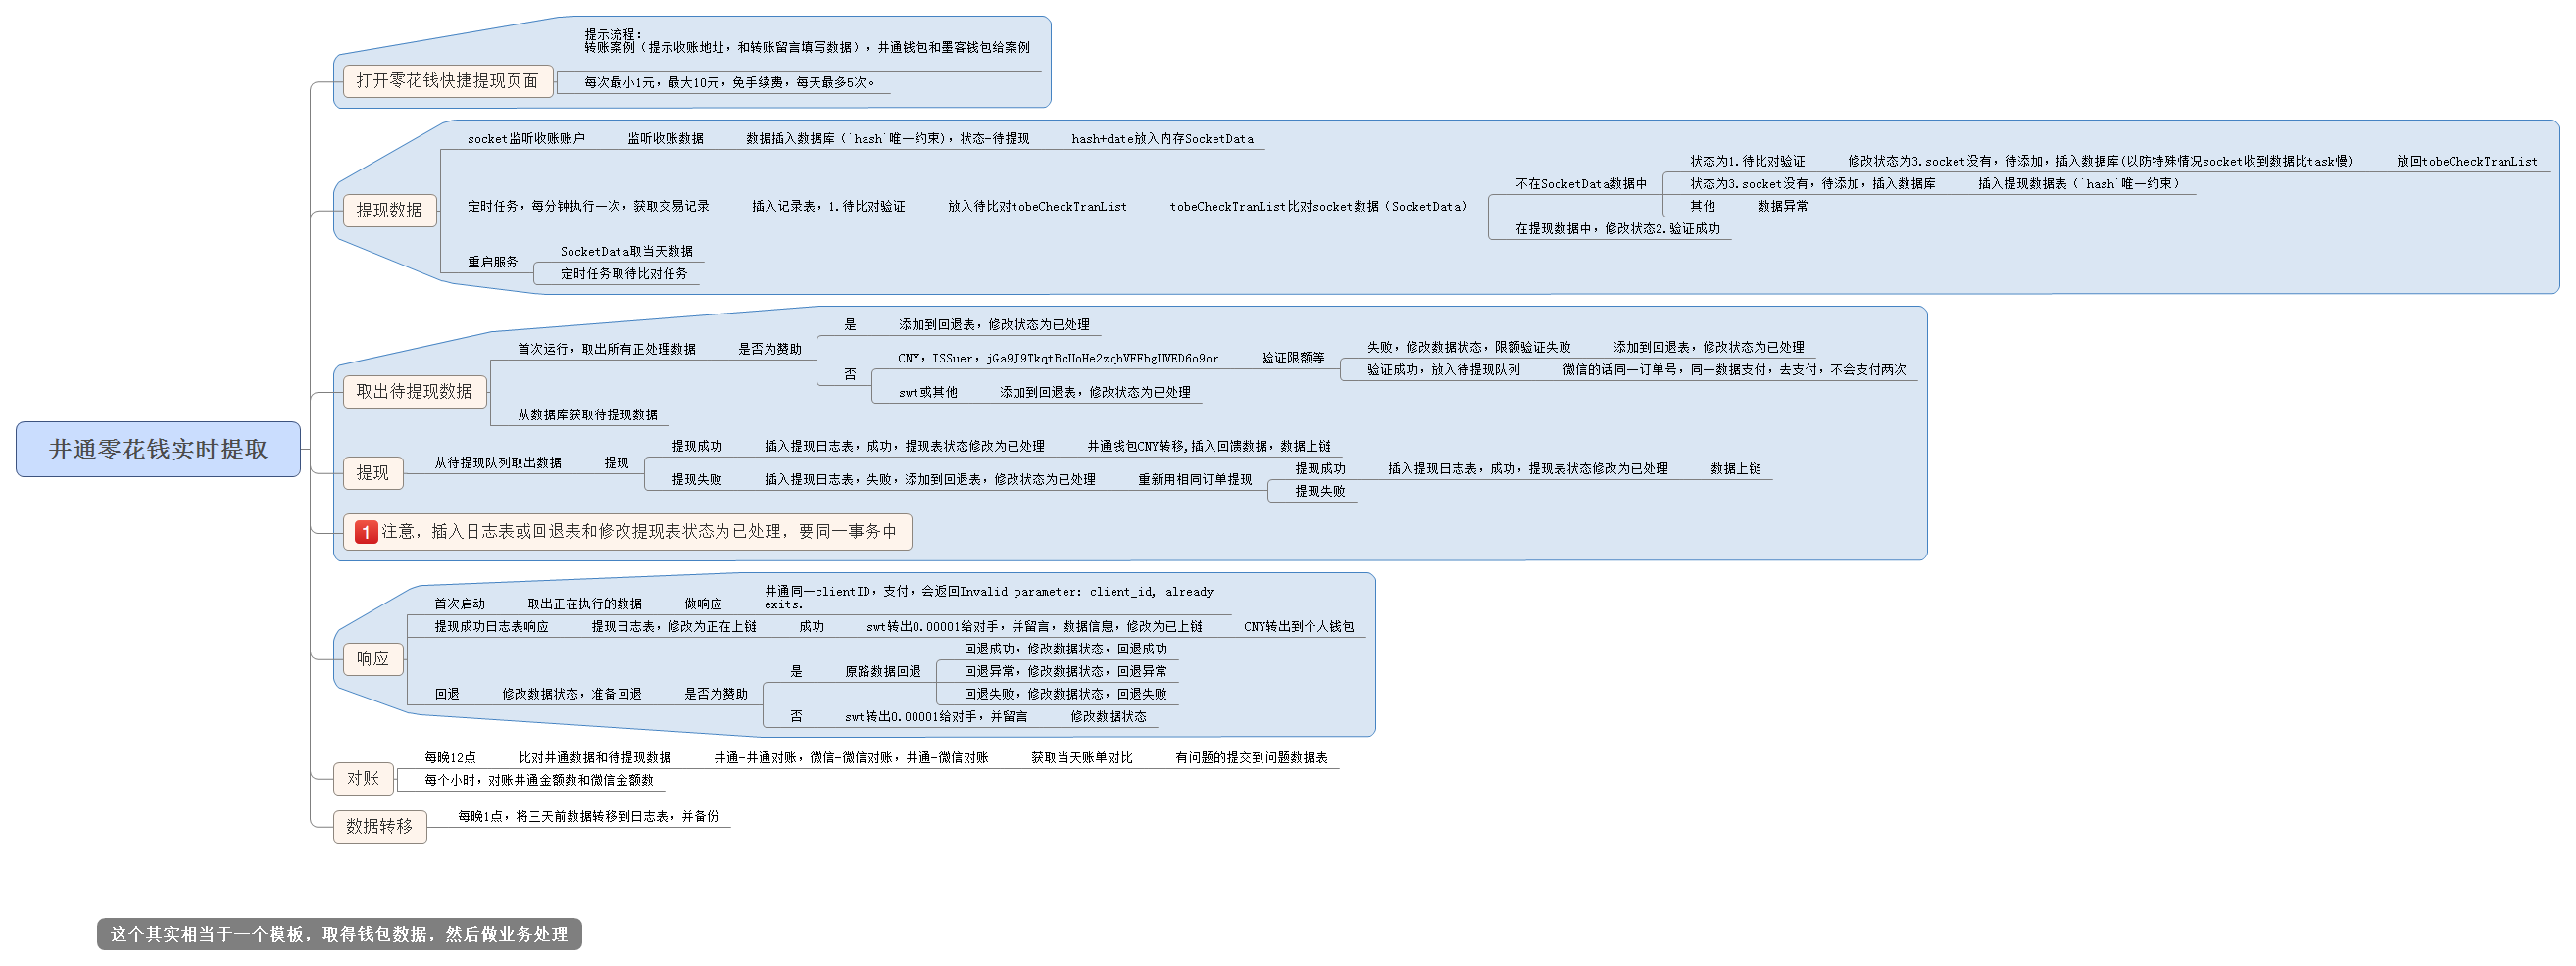 井通零花钱实时提取
打开零花钱快捷提现页面
提示流程：
转账案例（提示收账地址，和转账留言填写数据），井通钱包和墨客钱包给案例
每次最小1元，最大10元，免手续费，每天最多5次。
提现数据
socket监听收账账户
监听收账数据
数据插入数据库（`hash`唯一约束），状态-待提现
hash+date放入内存SocketData
定时任务，每分钟执行一次，获取交易记录
插入记录表，1.待比对验证
放入待比对tobeCheckTranList
tobeCheckTranList比对socket数据（SocketData）
不在SocketData数据中
状态为1.待比对验证
修改状态为3.socket没有，待添加，插入数据库(以防特殊情况socket收到数据比task慢)
放回tobeCheckTranList
状态为3.socket没有，待添加，插入数据库
插入提现数据表（`hash`唯一约束）
其他
数据异常
在提现数据中，修改状态2.验证成功
重启服务
SocketData取当天数据
定时任务取待比对任务
取出待提现数据
首次运行，取出所有正处理数据
是否为赞助
是
添加到回退表，修改状态为已处理
否
CNY，ISSuer，jGa9J9TkqtBcUoHe2zqhVFFbgUVED6o9or
验证限额等
失败，修改数据状态，限额验证失败
添加到回退表，修改状态为已处理
验证成功，放入待提现队列
微信的话同一订单号，同一数据支付，去支付，不会支付两次
swt或其他
添加到回退表，修改状态为已处理
从数据库获取待提现数据
提现
从待提现队列取出数据
提现
提现成功
插入提现日志表，成功，提现表状态修改为已处理
井通钱包CNY转移,插入回馈数据，数据上链
提现失败
插入提现日志表，失败，添加到回退表，修改状态为已处理
重新用相同订单提现
提现成功
插入提现日志表，成功，提现表状态修改为已处理
数据上链
提现失败
1 注意，插入日志表或回退表和修改提现表状态为已处理，要同一事务中
响应
首次启动
取出正在执行的数据
做响应
井通同一clientID，支付，会返回Invalid parameter: client_id, already
exits.
提现成功日志表响应
提现日志表，修改为正在上链
成功
swt转出0.00001给对手，并留言，数据信息，修改为已上链
CNY转出到个人钱包
回退
修改数据状态，准备回退
是否为赞助
是
原路数据回退
回退成功，修改数据状态，回退成功
回退异常，修改数据状态，回退异常
回退失败，修改数据状态，回退失败
否
swt转出0.00001给对手，并留言
修改数据状态
对账
每晚12点
比对井通数据和待提现数据
井通-井通对账，微信-微信对账，井通-微信对账
获取当天账单对比
有问题的提交到问题数据表
每个小时，对账井通金额数和微信金额数
数据转移
每晚1点，将三天前数据转移到日志表，并备份
这个其实相当于一个模板，取得钱包数据，然后做业务处理